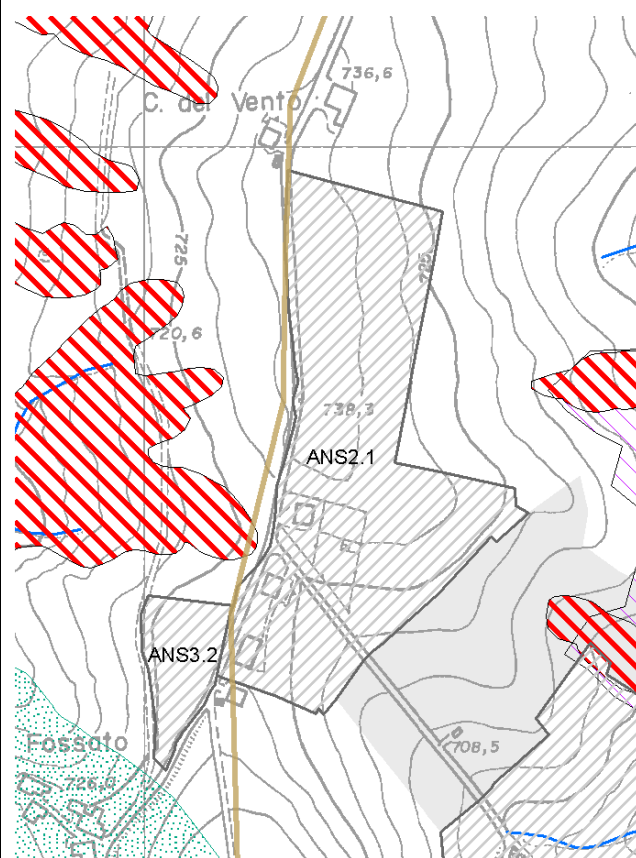 736,6
C. del Vento
725
720,6
738,3
ANS2.1
ANS3.2
Fossato
708,5